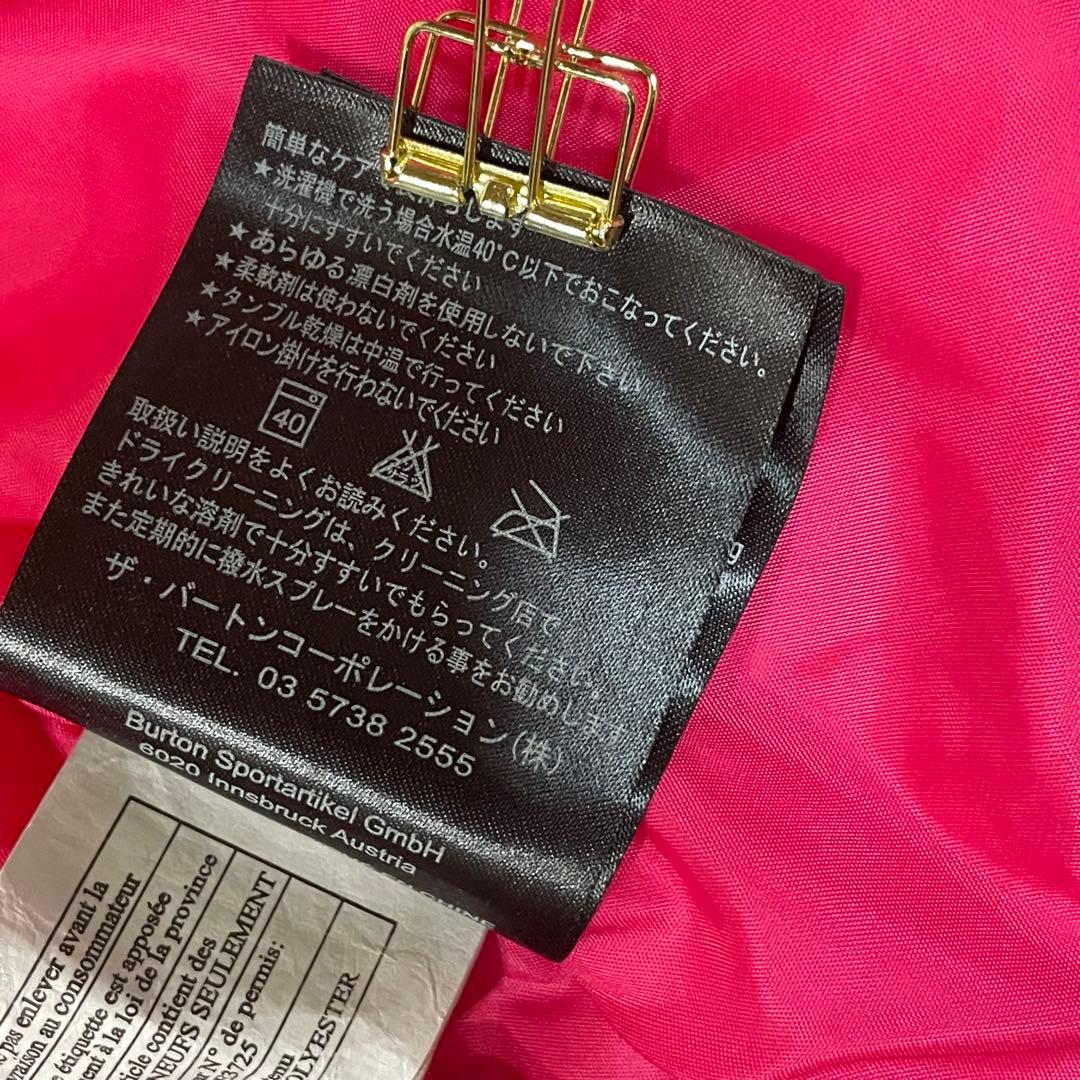 簡単なケア
★洗濯機で洗う場合水温40℃以下でおこなってください。
十分にすすいでください
★あらゆる漂白剤を使用しないで下さい
★柔軟剤は使わないでください
★タンブル乾燥は中温で行ってください
★アイロン掛けを行わないでください
40
エンソ
取扱い説明をよくお読みください。
ドライクリーニングは、クリーニング店で
きれいな溶剤で十分すすいでもらってください。
また定期的に撥水スプレーをかける事をお勧めします
ザ・バートンコーポレーション(株)
TEL. 03 5738 2555
Burton Sportartikel GmbH
6020 Innsbruck Austria
g
pas enlever avant la
vraison au consommateur
étiquette est apposée
à la loi de la province
contient des
NEUFS SEULEMENT
N° de permis:
POLYESTER